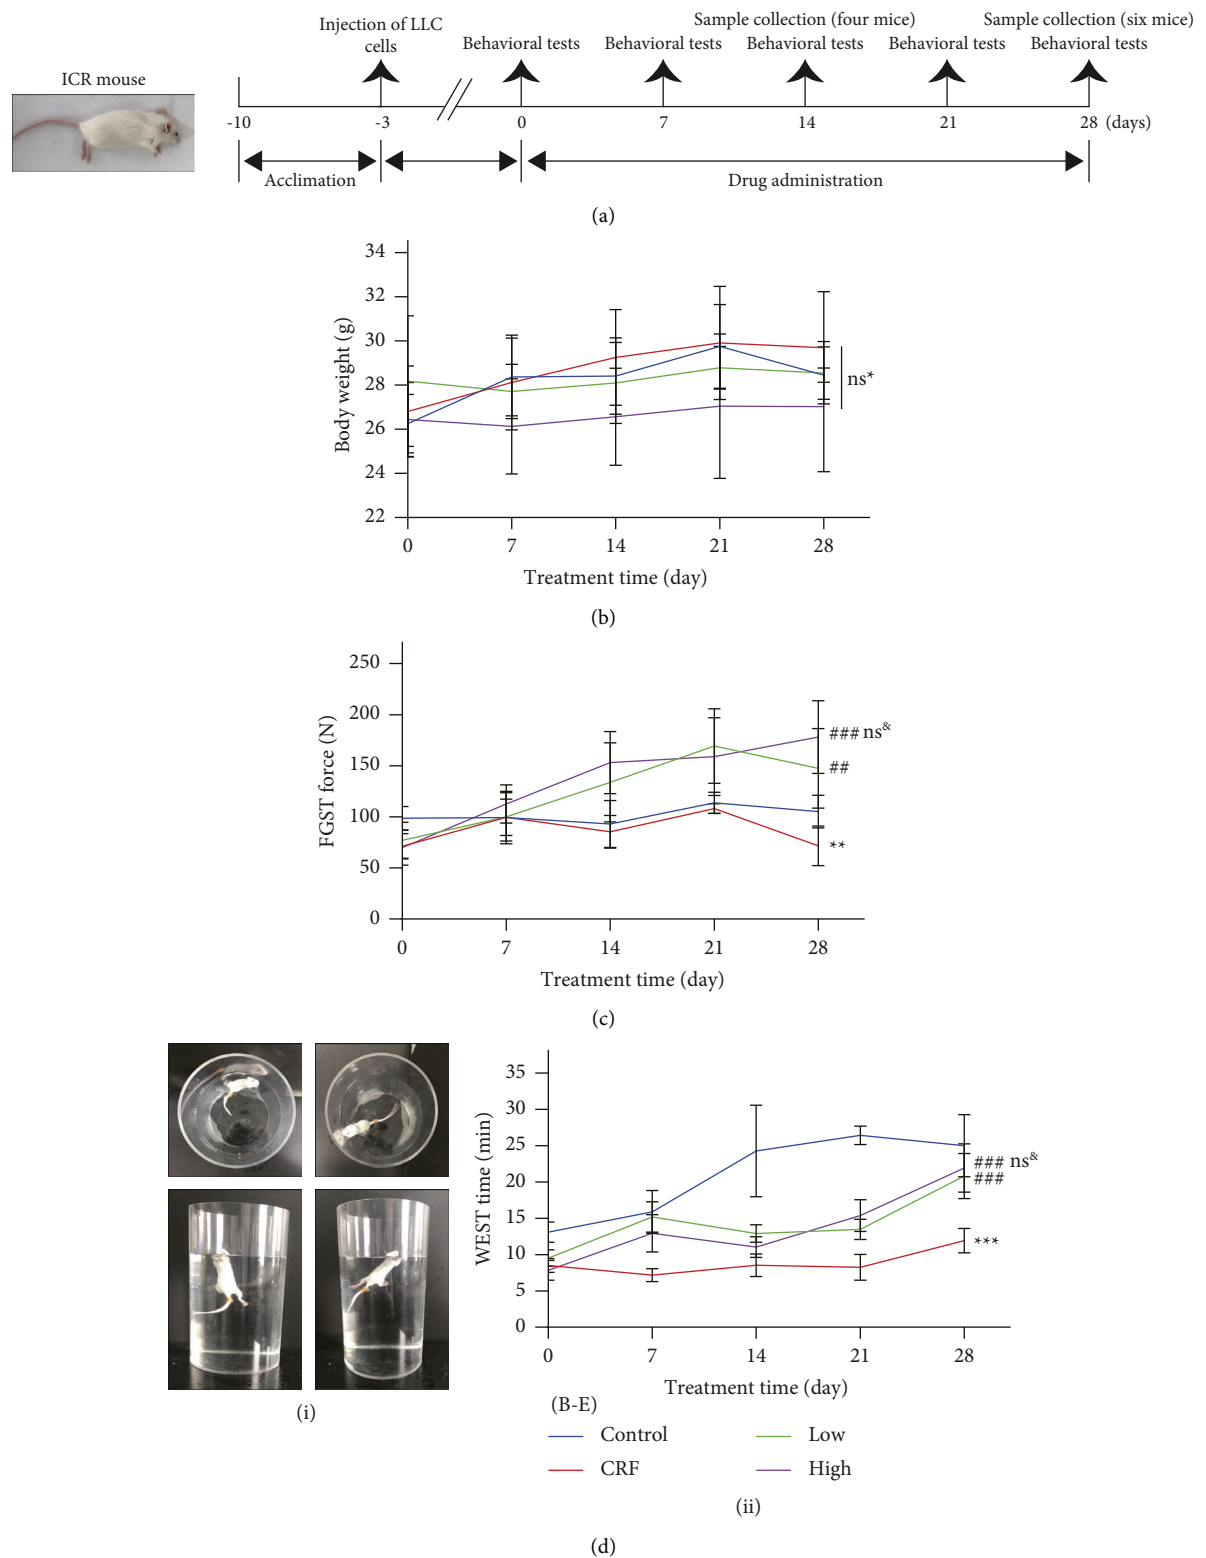 Injection of LLC
cells
Sample collection (four mice)
Sample collection (six mice)
Behavioral tests
Behavioral tests
Behavioral tests
Behavioral tests
Behavioral tests
ICR mouse
-10
-3
0
7
14
21
28 (days)
Acclimation
Drug administration
(a)
34
32
30
28
26
24
22
Body weight (g)
ns*
0
7
14
21
28
Treatment time (day)
(b)
250
200
150
100
50
0
FGST force (N)
### ns&
##
**
0
7
14
21
28
Treatment time (day)
(c)
(i)
35
30
25
20
15
10
5
0
WEST time (min)
### ns&
###
***
0
7
14
21
28
Treatment time (day)
(B-E)
Control
Low
CRF
High
(ii)
(d)